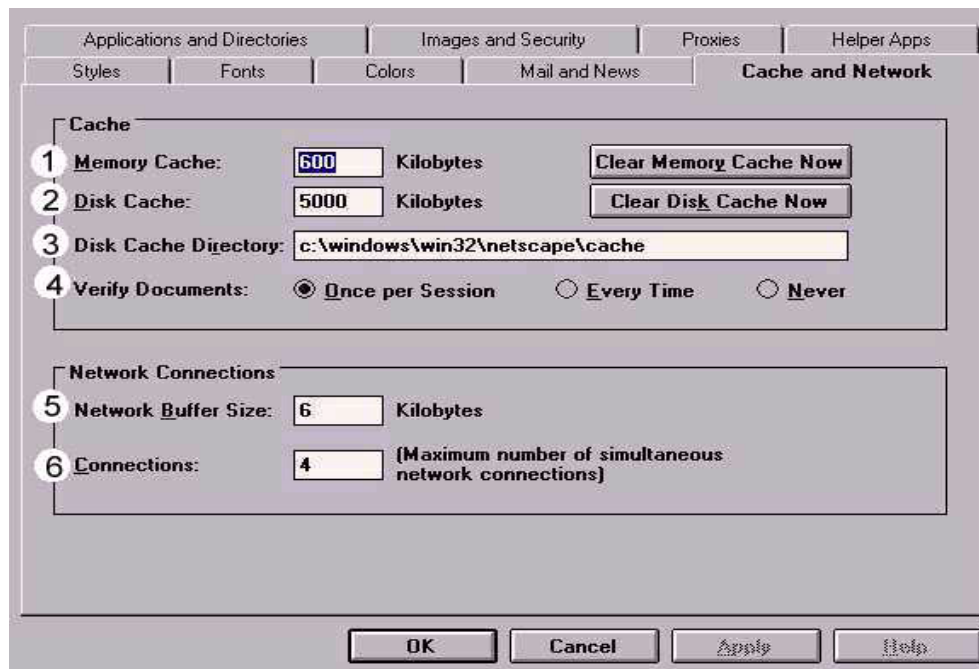 Applications and Directories Images and Security Proxies Helper Apps
Styles Fonts Colors Mail and News Cache and Network
Cache
1 Memory Cache: 600 Kilobytes Clear Memory Cache Now
2 Disk Cache: 5000 Kilobytes Clear Disk Cache Now
3 Disk Cache Directory: c:\windows\win32\netscape\cache
4 Verify Documents: Once per Session Every Time Never
Network Connections
5 Network Buffer Size: 6 Kilobytes
6 Connections: 4 (Maximum number of simultaneous
network connections)
OK Cancel Apply Help